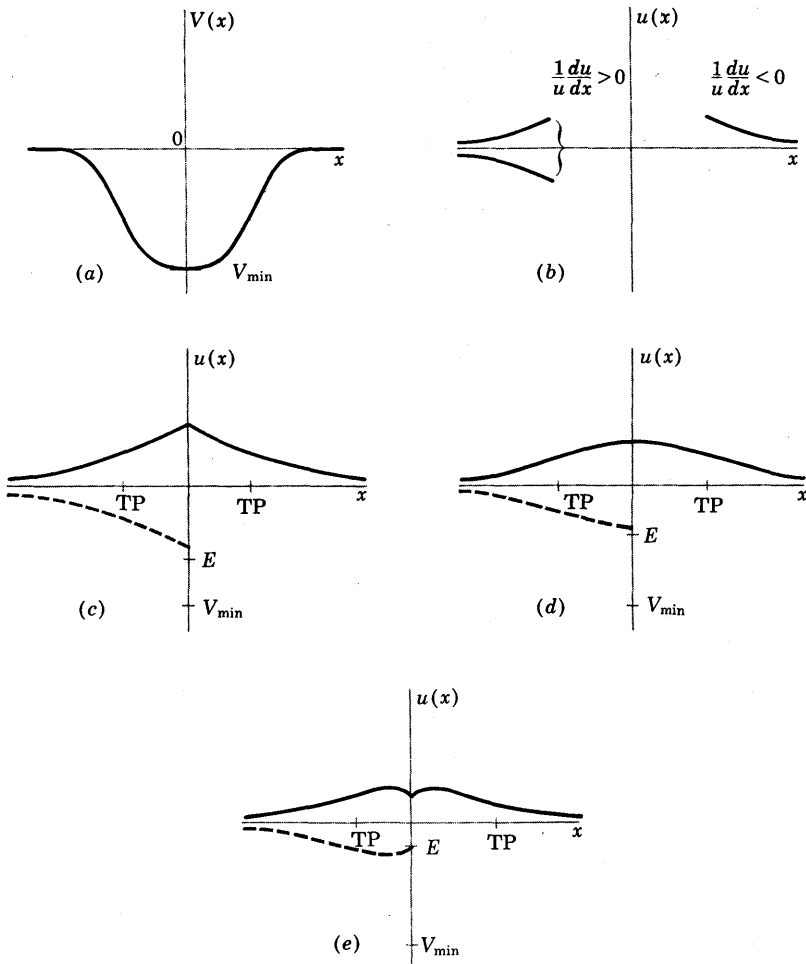 V(x)
0
x
(a)
V_min
u(x)
1/u du/dx > 0
1/u du/dx < 0
x
(b)
u(x)
TP
TP
x
E
(c)
V_min
u(x)
TP
TP
x
E
(d)
V_min
u(x)
TP
E
TP
x
(e)
V_min